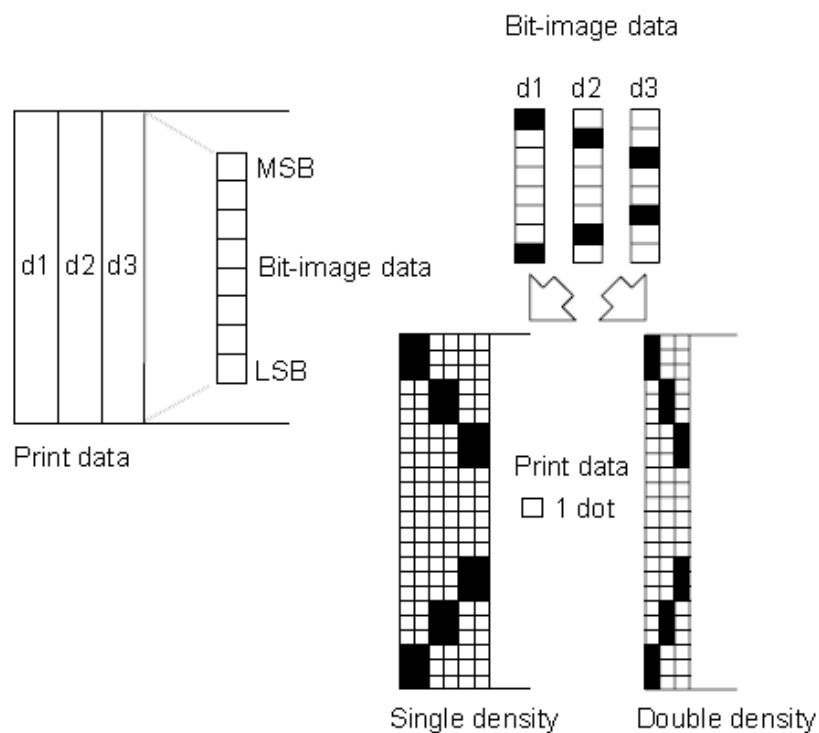 Bit-image data
d1 d2 d3
MSB
d1 d2 d3
Bit-image data
LSB
Print data
Print data
1 dot
Single density
Double density